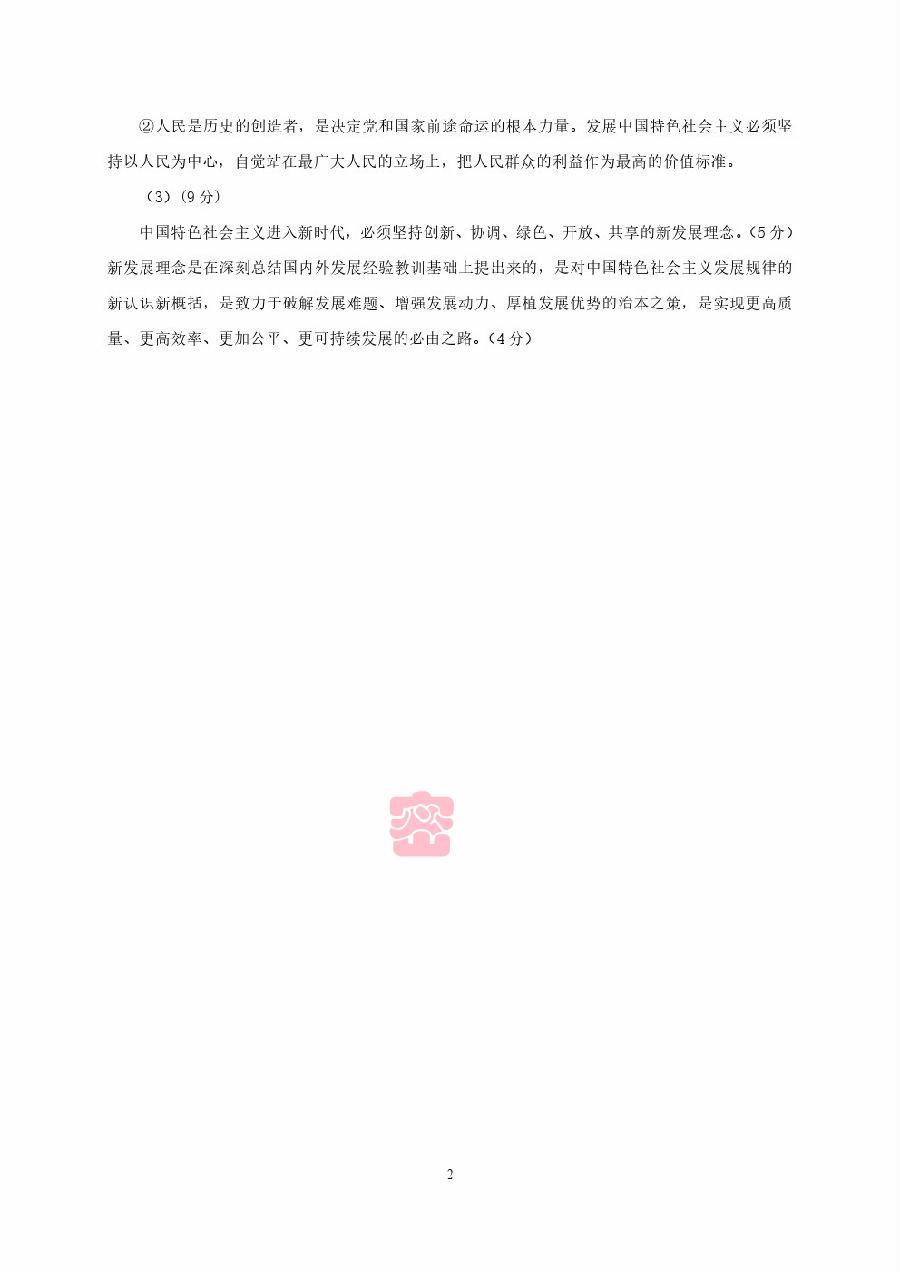 ②人民是历史的创造者，是决定党和国家前途命运的根本力量。发展中国特色社会主义必须坚
持以人民为中心，自觉站在最广大人民的立场上，把人民群众的利益作为最高的价值标准。
（3）(9 分)
中国特色社会主义进入新时代，必须坚持创新、协调、绿色、开放、共享的新发展理念。（5 分）
新发展理念是在深刻总结国内外发展经验教训基础上提出来的，是对中国特色社会主义发展规律的
新认识新概括，是致力于破解发展难题、增强发展动力、厚植发展优势的治本之策，是实现更高质
量、更高效率、更加公平、更可持续发展的必由之路。（4 分）
2